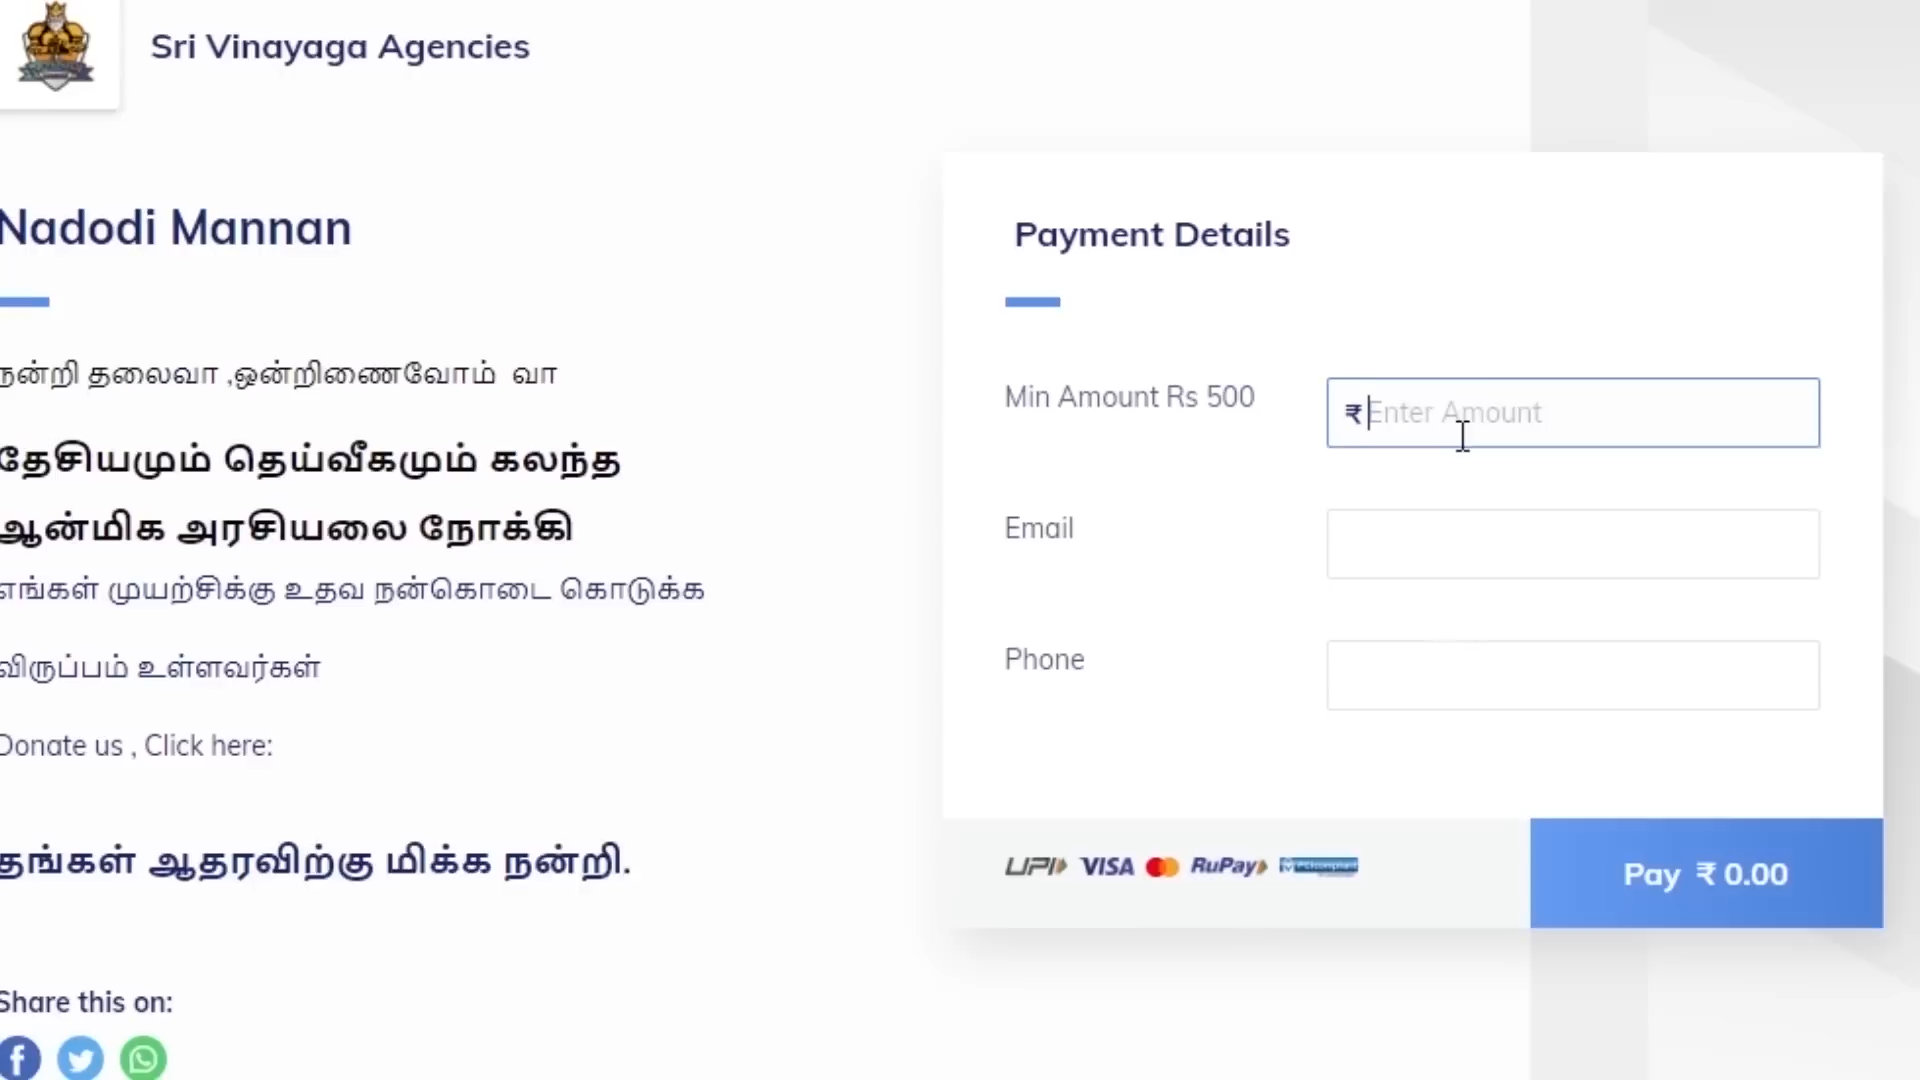 Sri Vinayaga Agencies
Nadodi Mannan
நன்றி தலைவா ,ஒன்றிணைவோம் வா
தேசியமும் தெய்வீகமும் கலந்த
ஆன்மிக அரசியலை நோக்கி
எங்கள் முயற்சிக்கு உதவ நன்கொடை கொடுக்க
விருப்பம் உள்ளவர்கள்
Donate us , Click here:
தங்கள் ஆதரவிற்கு மிக்க நன்றி.
Share this on:
Payment Details
Min Amount Rs 500
₹ Enter Amount
Email
Phone
UPI VISA RuPay
Pay ₹ 0.00